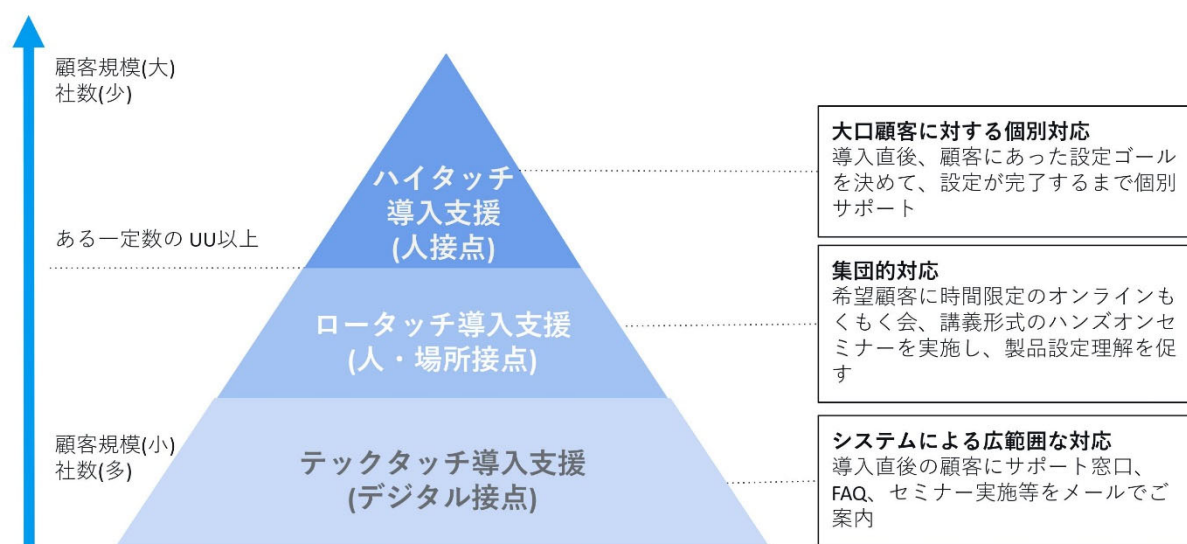 顧客規模(大)
社数(少)
ハイタッチ
導入支援
(人接点)
大口顧客に対する個別対応
導入直後、顧客にあった設定ゴール
を決めて、設定が完了するまで個別
サポート
ある一定数の UU以上
ロータッチ導入支援
(人・場所接点)
集団的対応
希望顧客に時間限定のオンラインも
くもく会、講義形式のハンズオンセ
ミナーを実施し、製品設定理解を促
す
顧客規模(小)
社数(多)
テックタッチ導入支援
(デジタル接点)
システムによる広範囲な対応
導入直後の顧客にサポート窓口、
FAQ、セミナー実施等をメールでご
案内